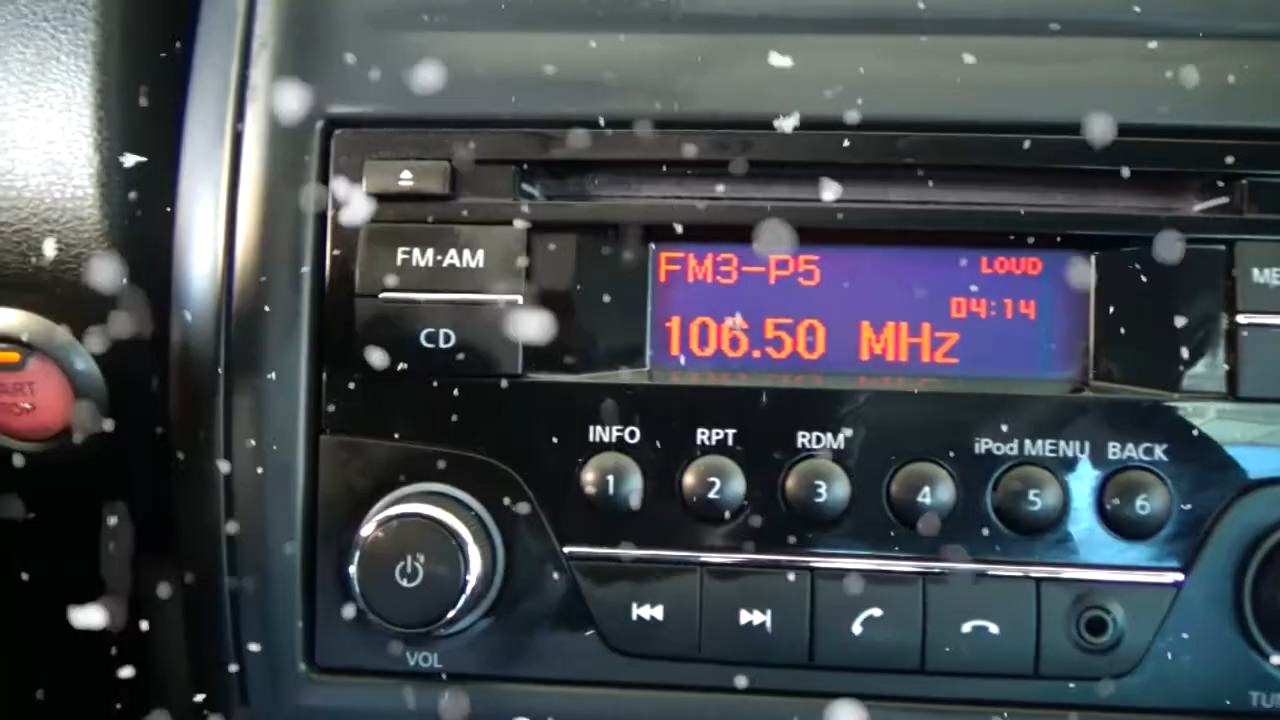 FM·AM
CD
FM3-P5
LOUD
04:14
106.50 MHz
INFO
RPT
RDM
iPod MENU
BACK
1
2
3
4
5
6
VOL